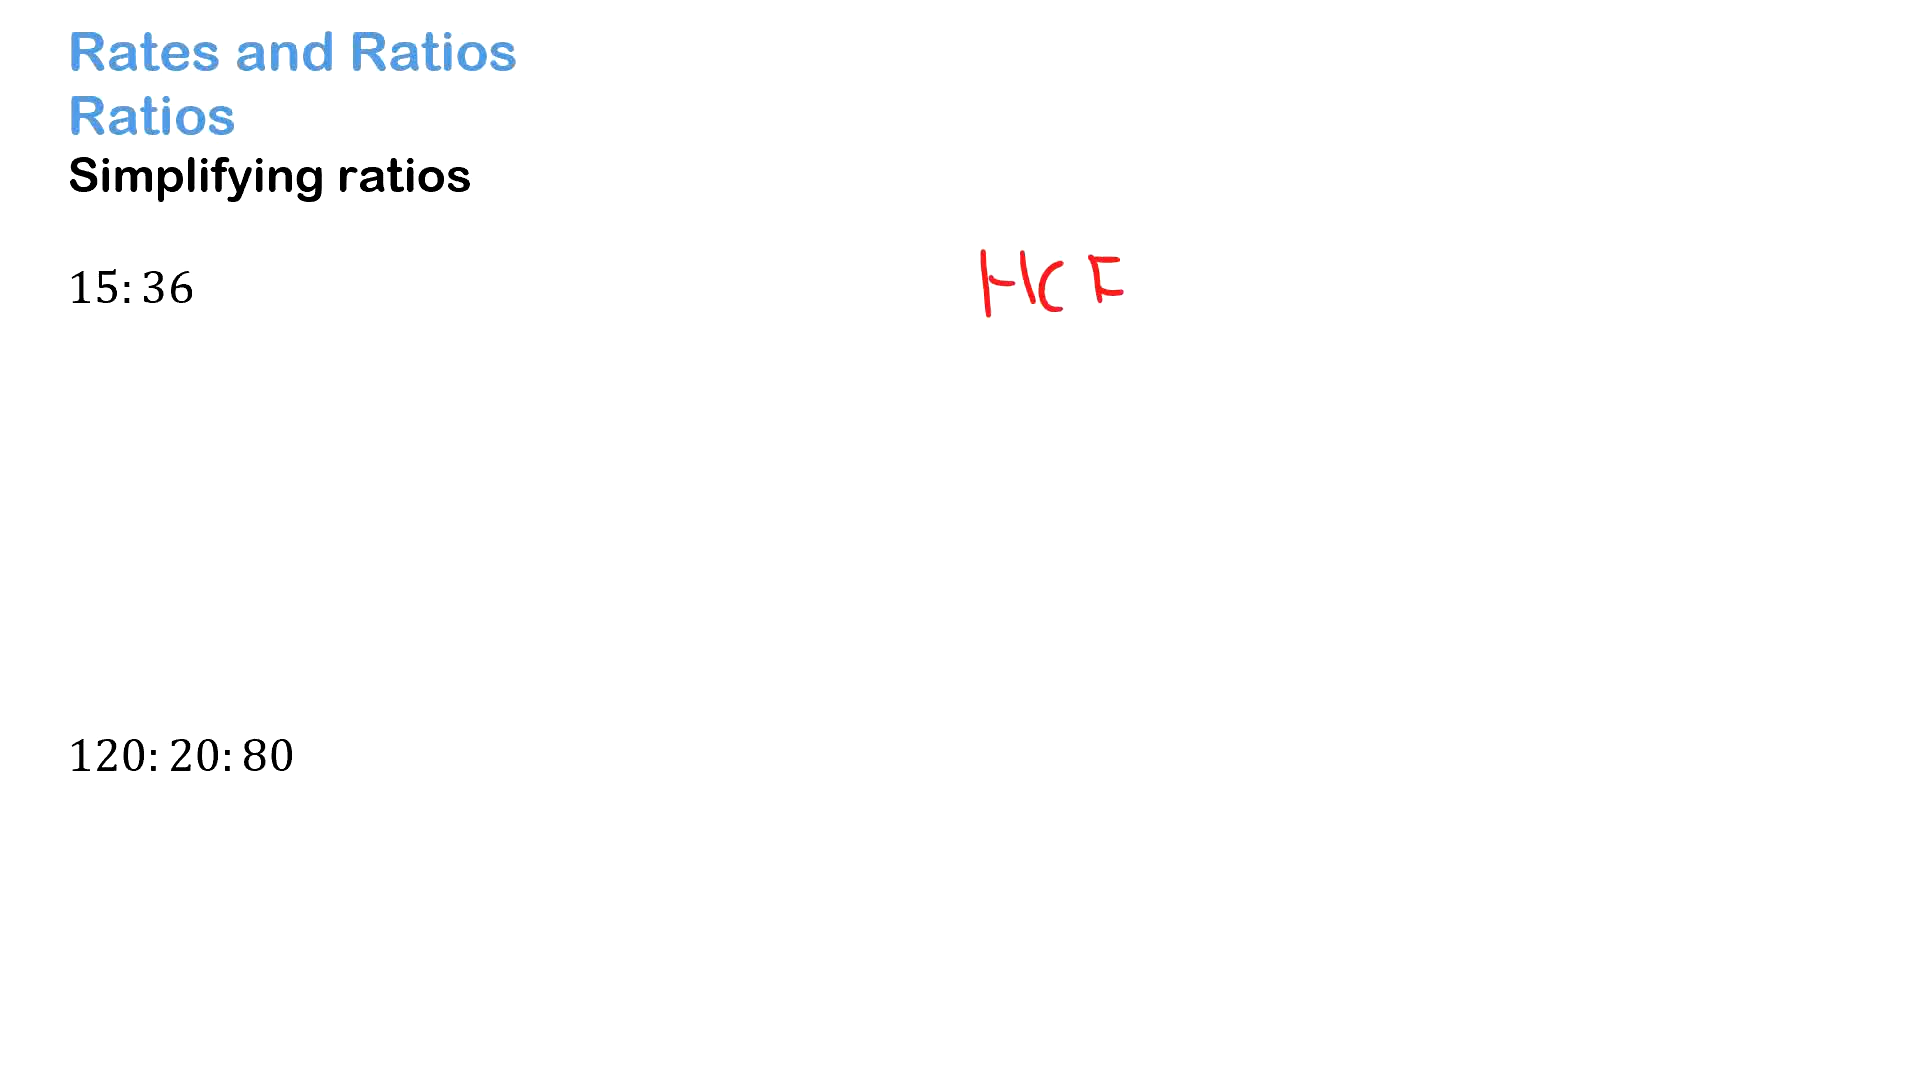 Rates and Ratios
Ratios
Simplifying ratios
15: 36
HCF
120: 20: 80